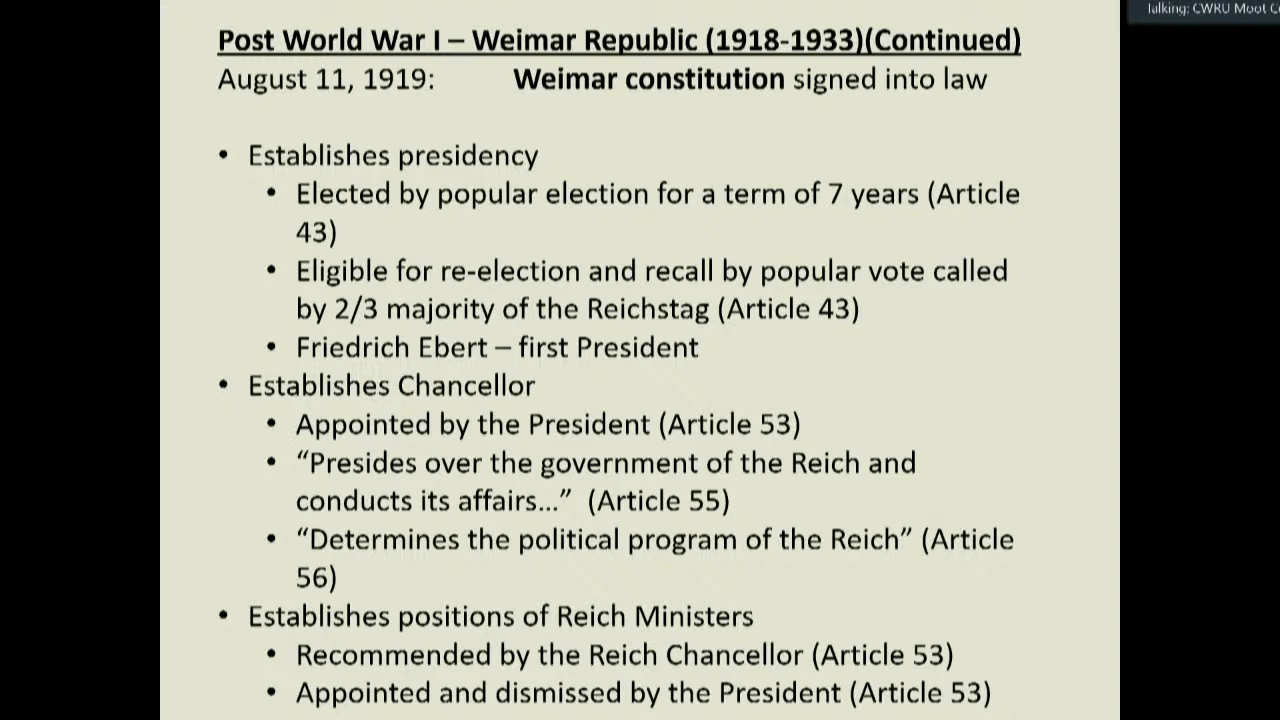 Talking: CWRU Moot
Post World War I – Weimar Republic (1918-1933)(Continued)
August 11, 1919: Weimar constitution signed into law
• Establishes presidency
• Elected by popular election for a term of 7 years (Article
43)
• Eligible for re-election and recall by popular vote called
by 2/3 majority of the Reichstag (Article 43)
• Friedrich Ebert – first President
• Establishes Chancellor
• Appointed by the President (Article 53)
• “Presides over the government of the Reich and
conducts its affairs...” (Article 55)
• “Determines the political program of the Reich” (Article
56)
• Establishes positions of Reich Ministers
• Recommended by the Reich Chancellor (Article 53)
• Appointed and dismissed by the President (Article 53)